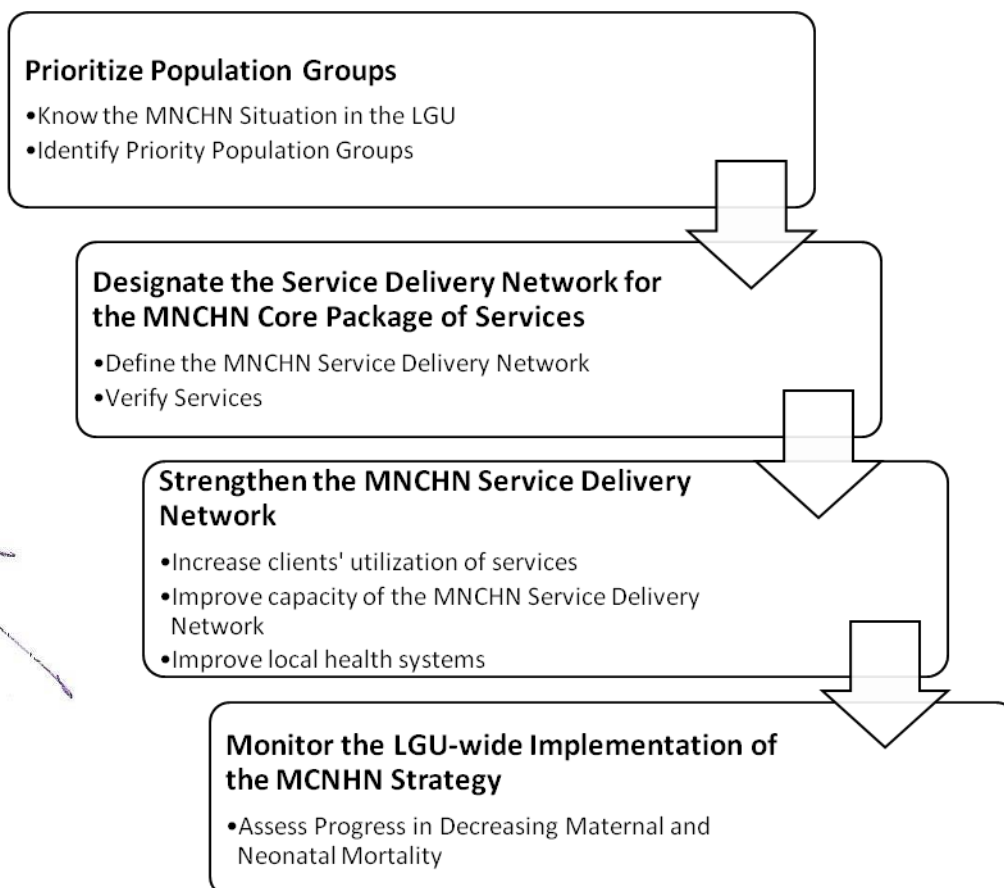 Prioritize Population Groups
•Know the MNCHN Situation in the LGU
•Identify Priority Population Groups
Designate the Service Delivery Network for
the MNCHN Core Package of Services
•Define the MNCHN Service Delivery Network
•Verify Services
Strengthen the MNCHN Service Delivery
Network
•Increase clients' utilization of services
•Improve capacity of the MNCHN Service Delivery
Network
•Improve local health systems
Monitor the LGU-wide Implementation of
the MCNHN Strategy
•Assess Progress in Decreasing Maternal and
Neonatal Mortality